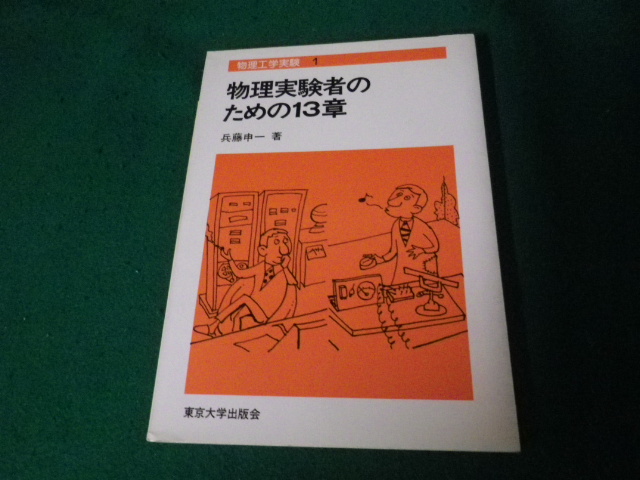 物理工学実験 1
物理実験者の
ための13章
兵藤申一 著
東京大学出版会